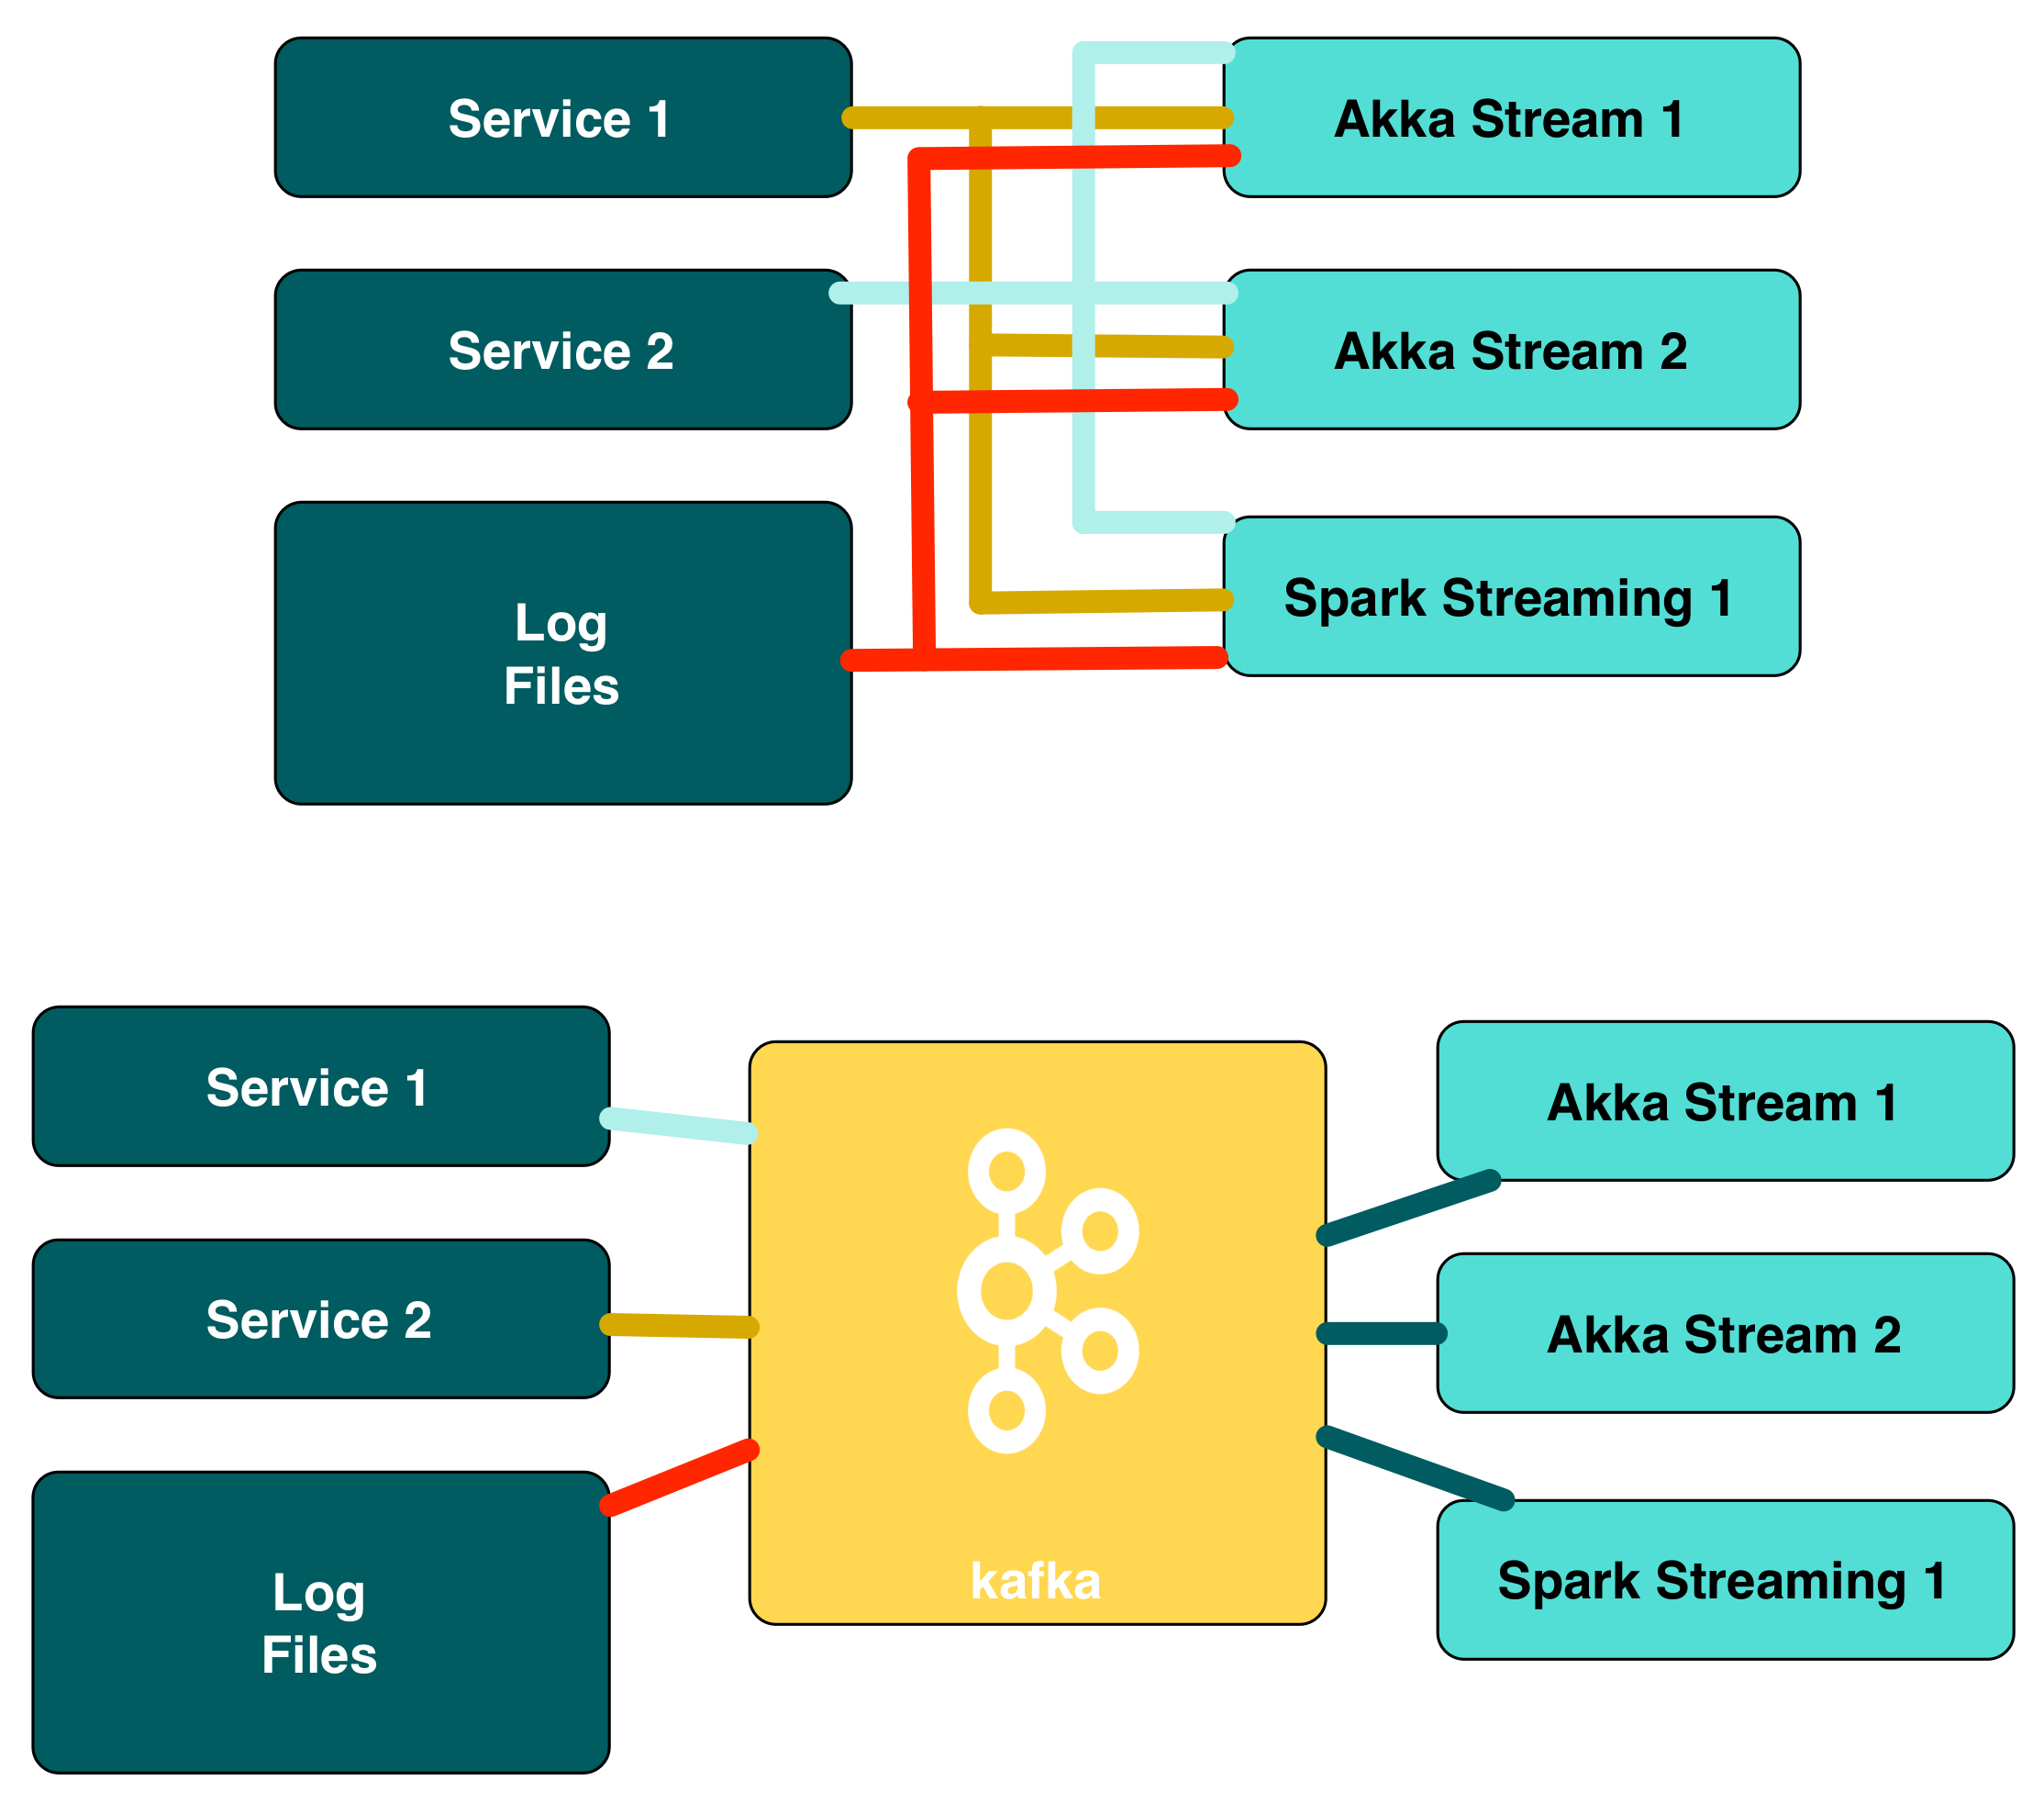 Service 1
Akka Stream 1
Service 2
Akka Stream 2
Log
Files
Spark Streaming 1
Service 1
Akka Stream 1
Service 2
Akka Stream 2
Log
Files
kafka
Spark Streaming 1